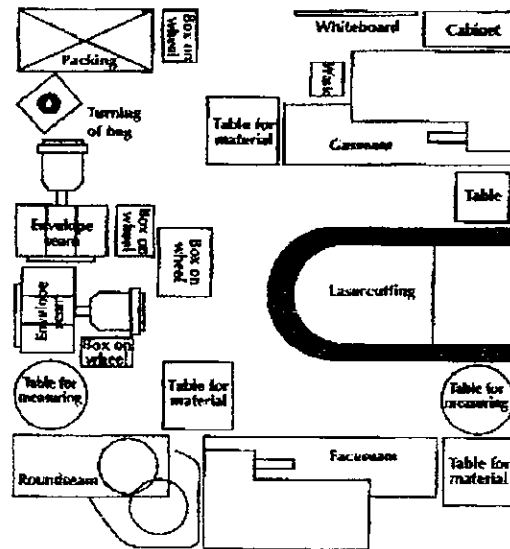 Whiteboard
Cabinet
Packing
Box on
wheel
Waste
Turning
of bag
Table for
material
Gasseam
Envelope
seam
Box on
wheel
Box on
wheel
Table
Envelope
seam
Box on
wheel
Lasercutting
Table for
measuring
Table for
material
Table for
measuring
Roundseam
Faceseam
Table for
material